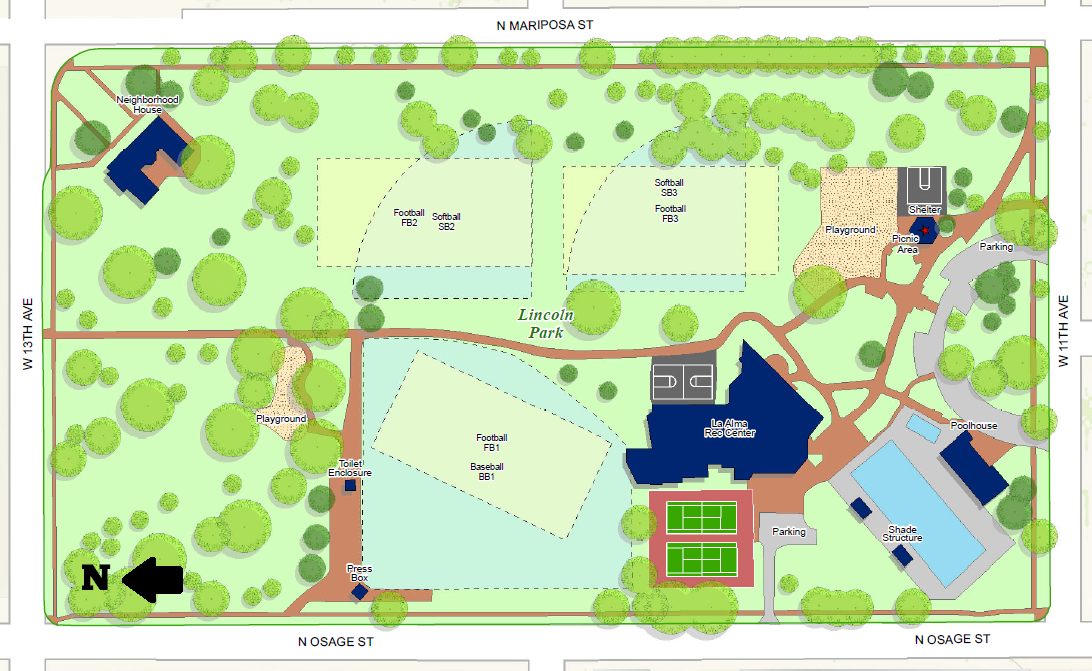 N MARIPOSA ST
Neighborhood
House
Softball
SB3
Football
FB3
Football
FB2
Softball
SB2
Shelter
Playground
Picnic
Area
Parking
W 13TH AVE
W 11TH AVE
Lincoln
Park
Playground
La Alma
Rec Center
Poolhouse
Football
FB1
Baseball
BB1
Toilet
Enclosure
Parking
Shade
Structure
Press
Box
N
N OSAGE ST
N OSAGE ST